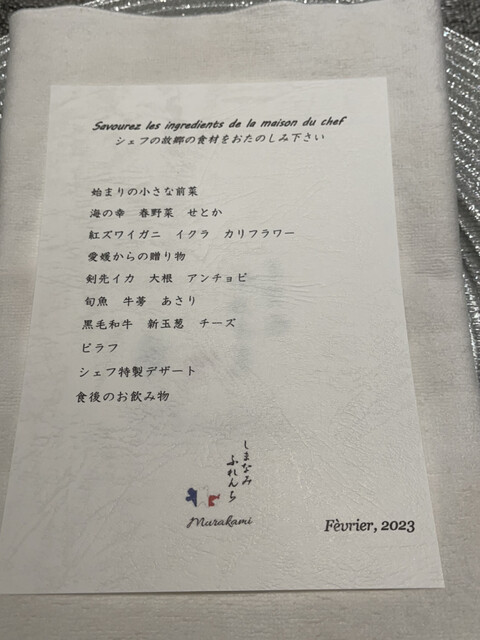 Savourez les ingredients de la maison du chef
シェフの故郷の食材をおたのしみ下さい
始まりの小さな前菜
海の幸　春野菜　せとか
紅ズワイガニ　イクラ　カリフラワー
愛媛からの贈り物
剣先イカ　大根　アンチョビ
旬魚　牛蒡　あさり
黒毛和牛　新玉葱　チーズ
ピラフ
シェフ特製デザート
食後のお飲み物
しまなみ
ふれんち
Murakami
Fèvrier, 2023